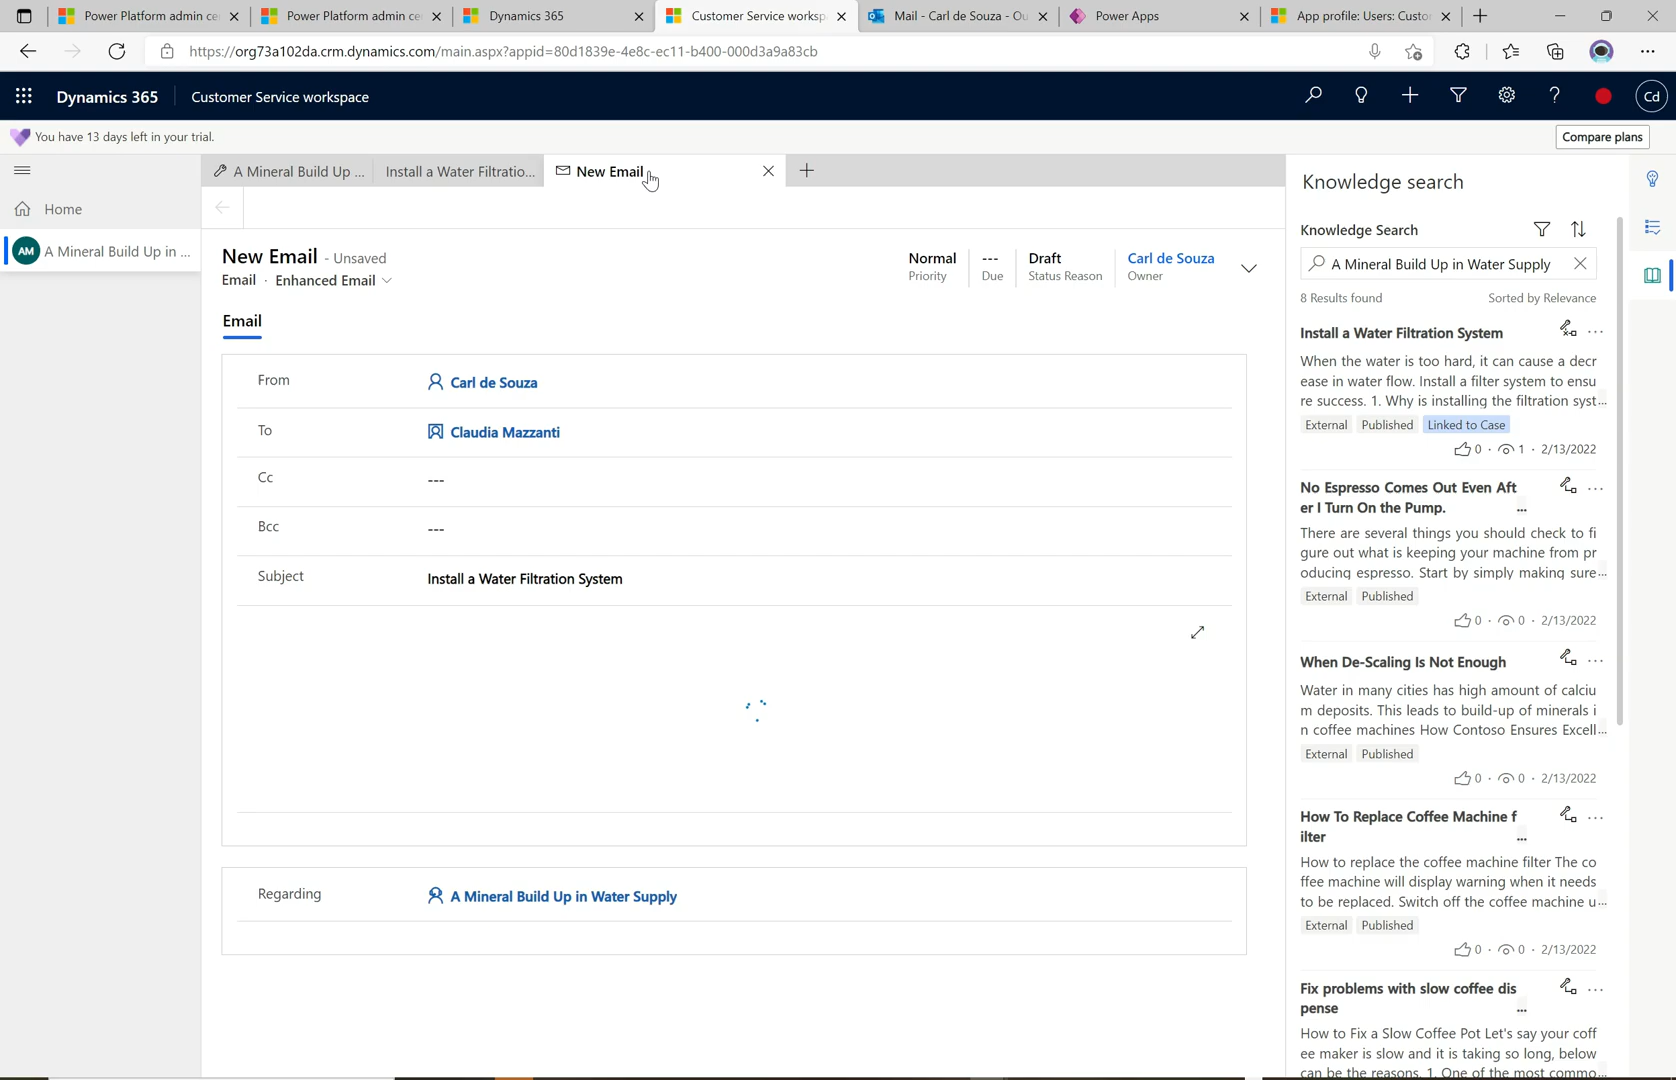 Power Platform admin ce
Power Platform admin ce
Dynamics 365
Customer Service worksp
Mail - Carl de Souza - Ou
Power Apps
App profile: Users: Custo
https://org73a102da.crm.dynamics.com/main.aspx?appid=80d1839e-4e8c-ec11-b400-000d3a9a83cb
Dynamics 365
Customer Service workspace
Cd
You have 13 days left in your trial.
Compare plans
A Mineral Build Up ...
Install a Water Filtratio...
New Email
Home
AM
A Mineral Build Up in ...
New Email - Unsaved
Email · Enhanced Email
Normal
Priority
---
Due
Draft
Status Reason
Carl de Souza
Owner
Email
From
Carl de Souza
To
Claudia Mazzanti
Cc
---
Bcc
---
Subject
Install a Water Filtration System
Regarding
A Mineral Build Up in Water Supply
Knowledge search
Knowledge Search
A Mineral Build Up in Water Supply
8 Results found
Sorted by Relevance
Install a Water Filtration System
...
When the water is too hard, it can cause a decr
ease in water flow. Install a filter system to ensu
re success. 1. Why is installing the filtration syst...
External
Published
Linked to Case
0 · 1 · 2/13/2022
No Espresso Comes Out Even Aft
...
er I Turn On the Pump.
...
There are several things you should check to fi
gure out what is keeping your machine from pr
oducing espresso. Start by simply making sure...
External
Published
0 · 0 · 2/13/2022
When De-Scaling Is Not Enough
...
Water in many cities has high amount of calciu
m deposits. This leads to build-up of minerals i
n coffee machines How Contoso Ensures Excell...
External
Published
0 · 0 · 2/13/2022
How To Replace Coffee Machine f
...
ilter
...
How to replace the coffee machine filter The co
ffee machine will display warning when it needs
to be replaced. Switch off the coffee machine u...
External
Published
0 · 0 · 2/13/2022
Fix problems with slow coffee dis
...
pense
...
How to Fix a Slow Coffee Pot Let's say your coff
ee maker is slow and it is taking so long, below
can be the reasons. 1. One of the most commo...